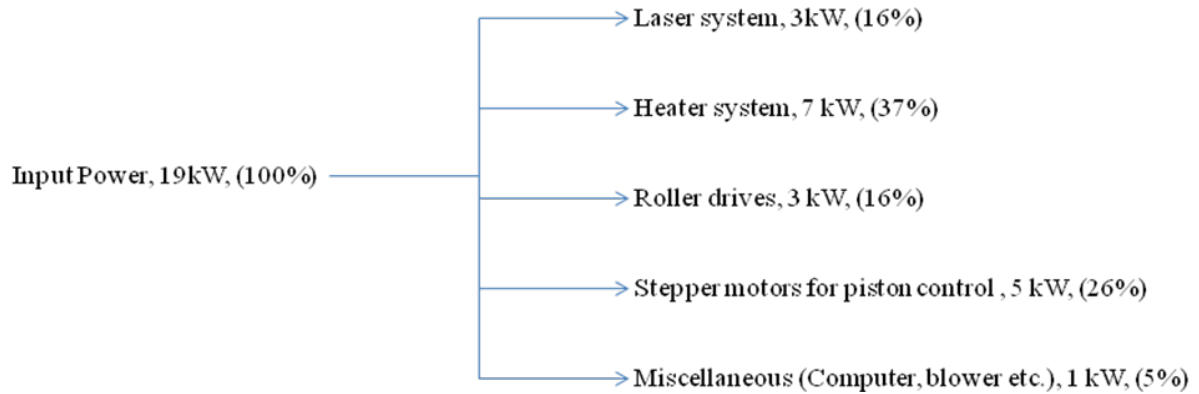 Laser system, 3kW, (16%)
Heater system, 7 kW, (37%)
Input Power, 19kW, (100%)
Roller drives, 3 kW, (16%)
Stepper motors for piston control , 5 kW, (26%)
Miscellaneous (Computer, blower etc.), 1 kW, (5%)